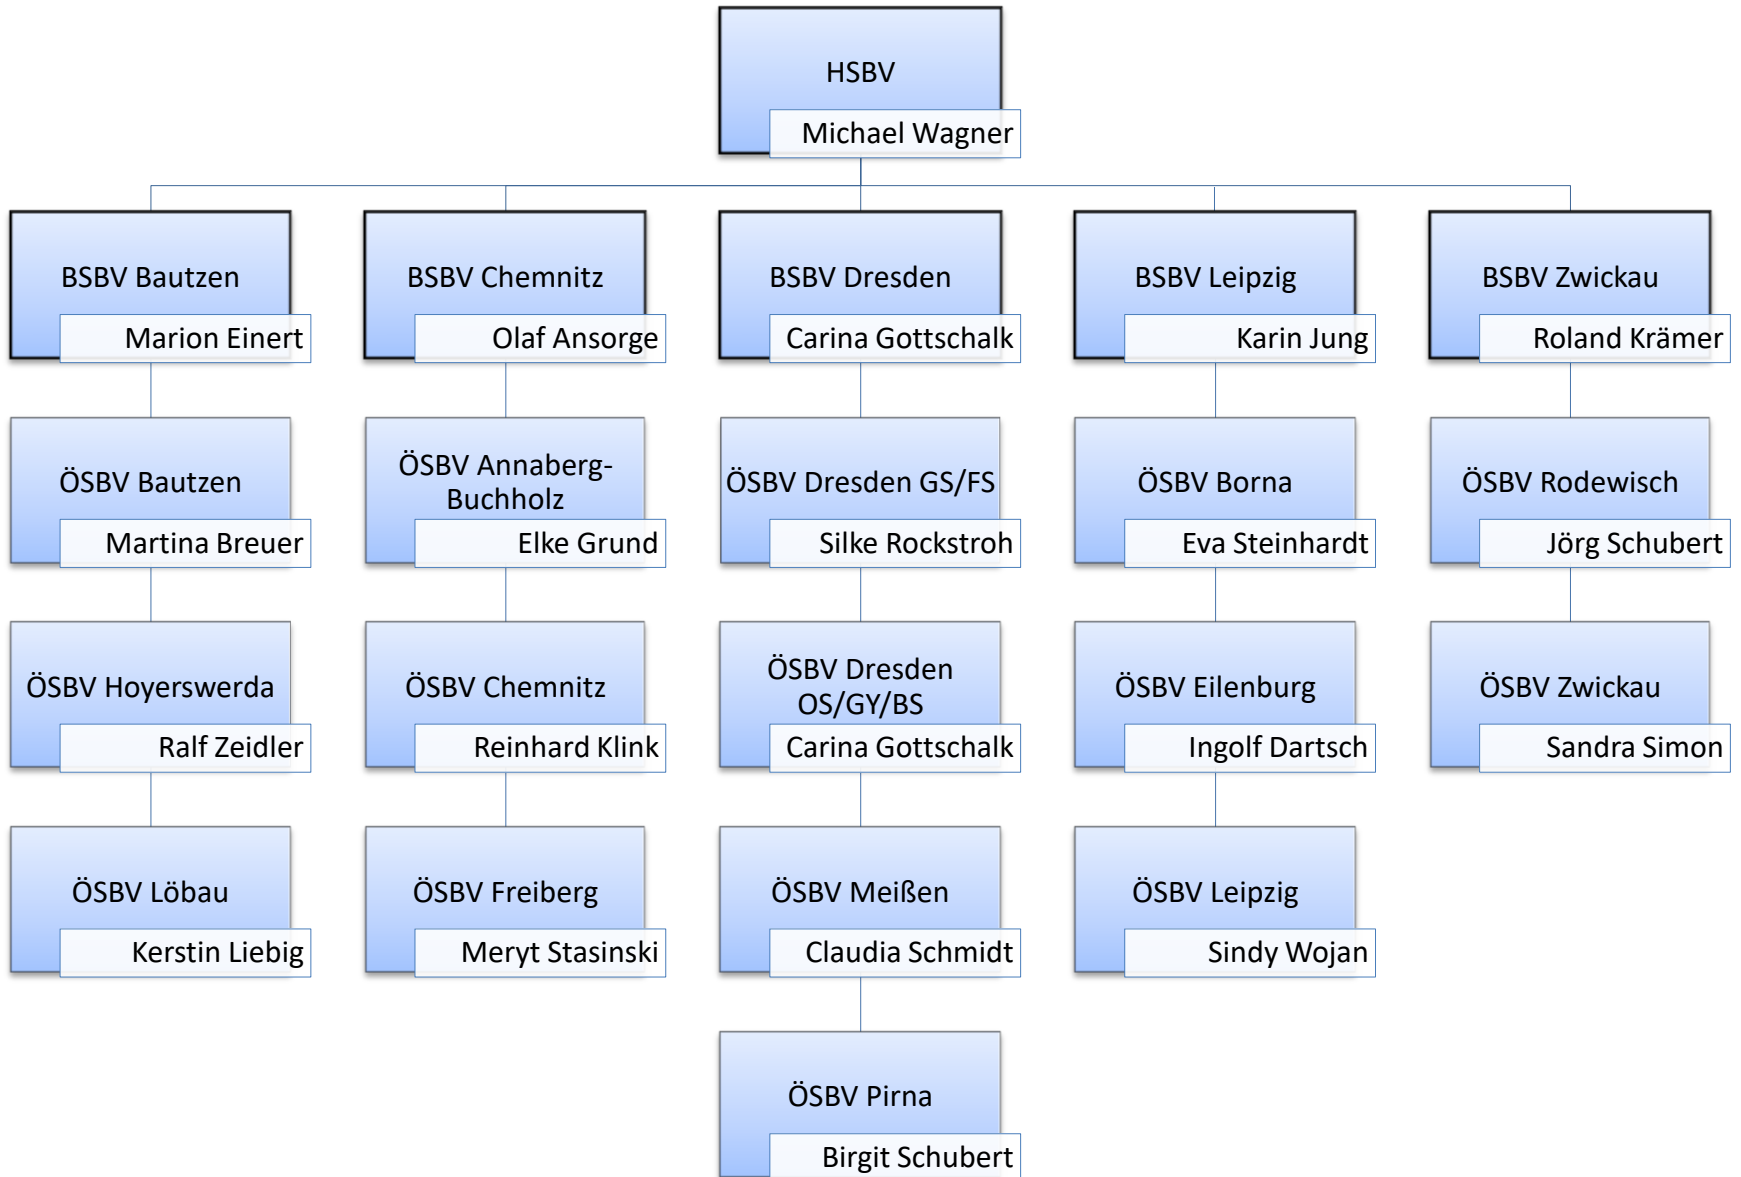 HSBV
Michael Wagner
BSBV Bautzen
Marion Einert
BSBV Chemnitz
Olaf Ansorge
BSBV Dresden
Carina Gottschalk
BSBV Leipzig
Karin Jung
BSBV Zwickau
Roland Krämer
ÖSBV Bautzen
Martina Breuer
ÖSBV Annaberg-
Buchholz
Elke Grund
ÖSBV Dresden GS/FS
Silke Rockstroh
ÖSBV Borna
Eva Steinhardt
ÖSBV Rodewisch
Jörg Schubert
ÖSBV Hoyerswerda
Ralf Zeidler
ÖSBV Chemnitz
Reinhard Klink
ÖSBV Dresden
OS/GY/BS
Carina Gottschalk
ÖSBV Eilenburg
Ingolf Dartsch
ÖSBV Zwickau
Sandra Simon
ÖSBV Löbau
Kerstin Liebig
ÖSBV Freiberg
Meryt Stasinski
ÖSBV Meißen
Claudia Schmidt
ÖSBV Leipzig
Sindy Wojan
ÖSBV Pirna
Birgit Schubert